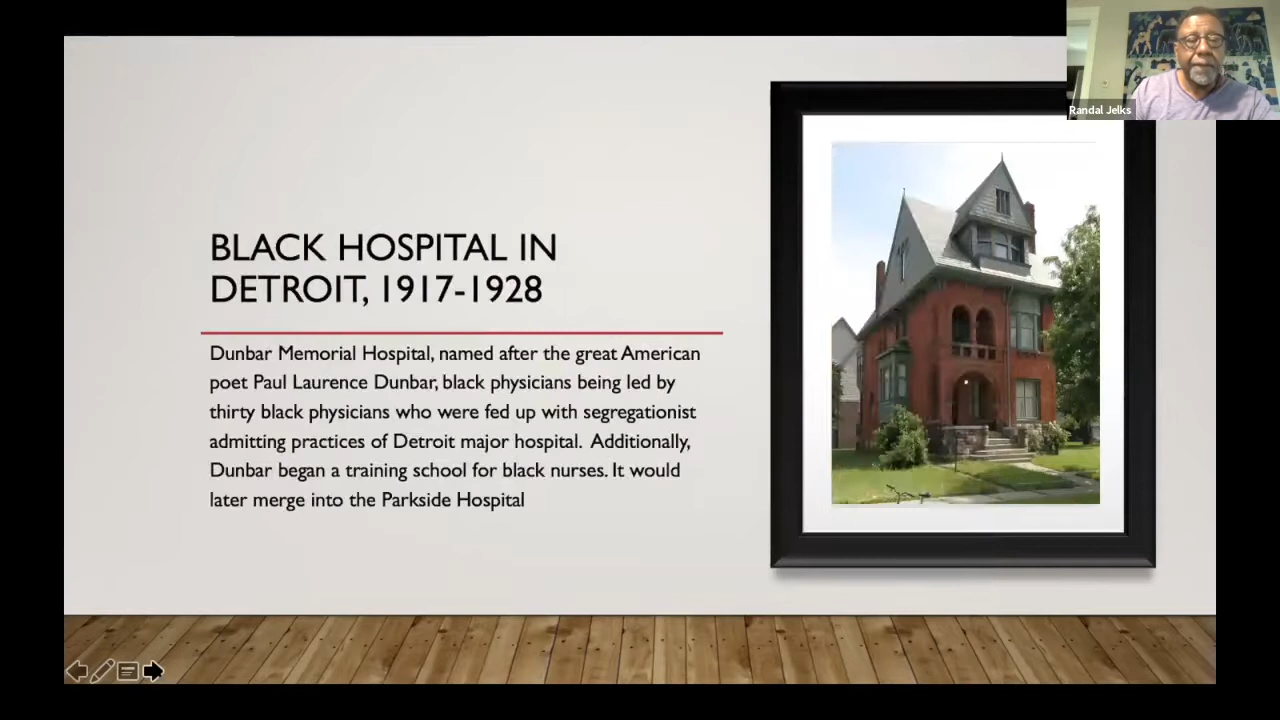 Randal Jelks
BLACK HOSPITAL IN
DETROIT, 1917-1928
Dunbar Memorial Hospital, named after the great American
poet Paul Laurence Dunbar, black physicians being led by
thirty black physicians who were fed up with segregationist
admitting practices of Detroit major hospital.  Additionally,
Dunbar began a training school for black nurses. It would
later merge into the Parkside Hospital